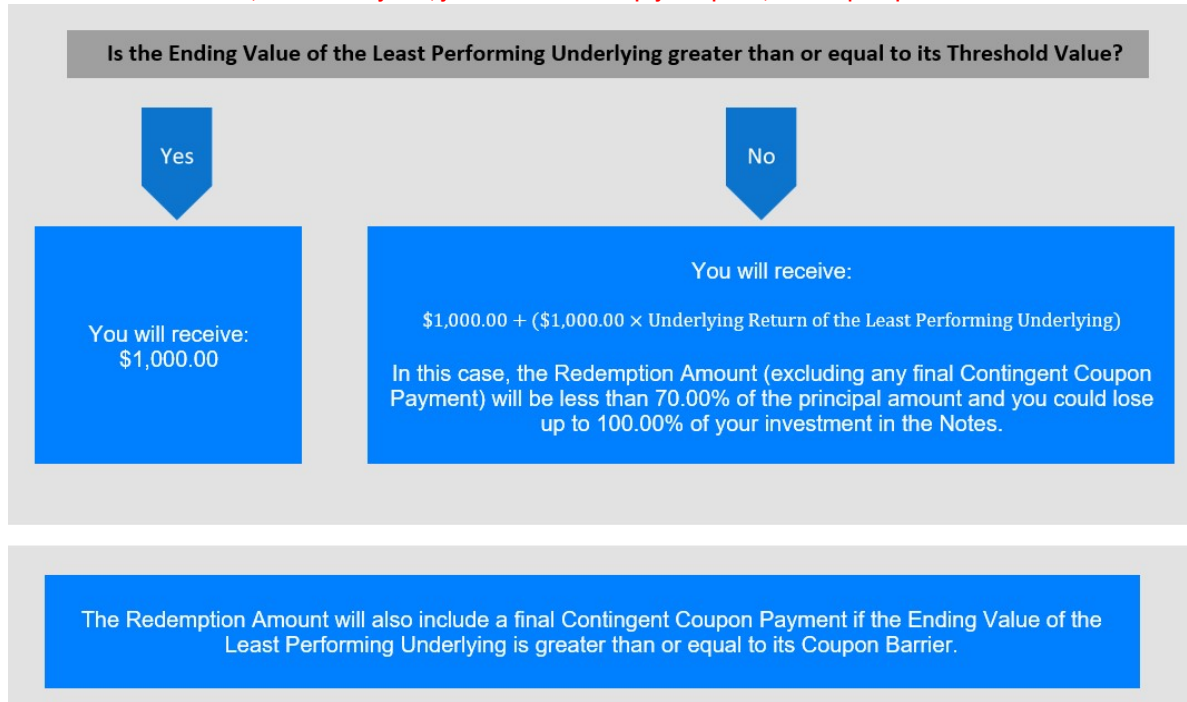 Is the Ending Value of the Least Performing Underlying greater than or equal to its Threshold Value?
Yes
No
You will receive:
$1,000.00
You will receive:
$1,000.00 + ($1,000.00 × Underlying Return of the Least Performing Underlying)
In this case, the Redemption Amount (excluding any final Contingent Coupon
Payment) will be less than 70.00% of the principal amount and you could lose
up to 100.00% of your investment in the Notes.
The Redemption Amount will also include a final Contingent Coupon Payment if the Ending Value of the
Least Performing Underlying is greater than or equal to its Coupon Barrier.